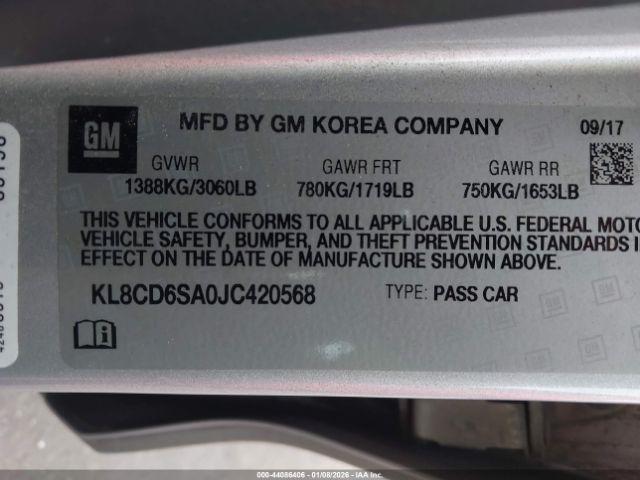 GM
MFD BY GM KOREA COMPANY
09/17
GVWR GAWR FRT GAWR RR
1388KG/3060LB 780KG/1719LB 750KG/1653LB
THIS VEHICLE CONFORMS TO ALL APPLICABLE U.S. FEDERAL MOTO
VEHICLE SAFETY, BUMPER, AND THEFT PREVENTION STANDARDS I
EFFECT ON THE DATE OF MANUFACTURE SHOWN ABOVE.
KL8CD6SA0JC420568 TYPE: PASS CAR
000-44086406 - 01/08/2026 - IAAI.COM